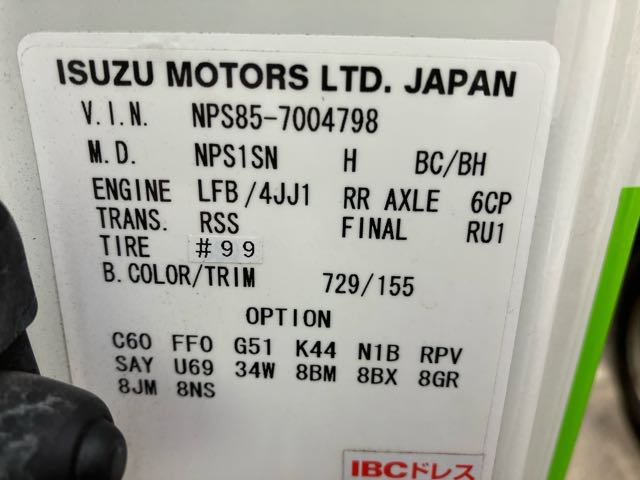 ISUZU MOTORS LTD. JAPAN
V.I.N. NPS85-7004798
M.D. NPS1SN H BC/BH
ENGINE LFB/4JJ1 RR AXLE 6CP
TRANS. RSS FINAL RU1
TIRE #99
B.COLOR/TRIM 729/155
OPTION
C60 FF0 G51 K44 N1B RPV
SAY U69 34W 8BM 8BX 8GR
8JM 8NS
IBCドレス